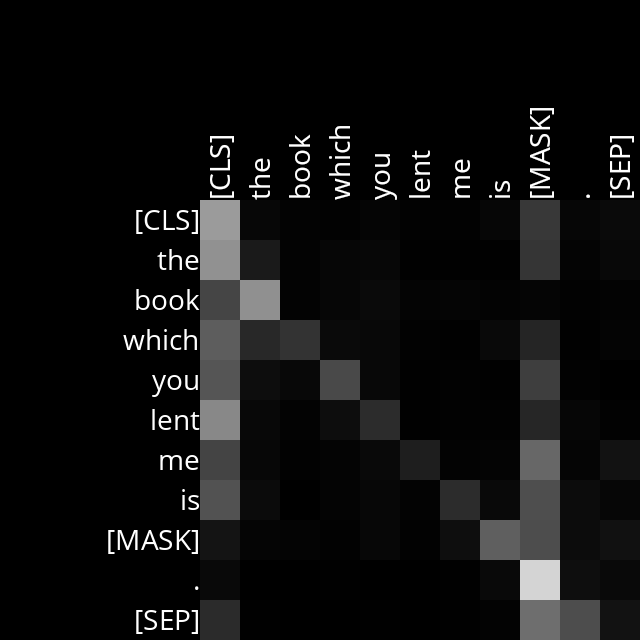 [CLS] the book which you lent me is [MASK] . [SEP]
[CLS]
the
book
which
you
lent
me
is
[MASK]
.
[SEP]